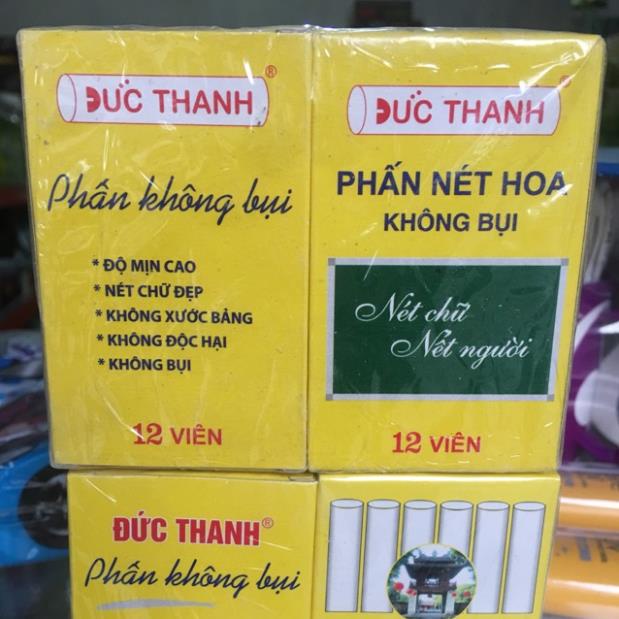 ĐỨC THANH®
Phấn không bụi
* ĐỘ MỊN CAO
* NÉT CHỮ ĐẸP
* KHÔNG XƯỚC BẢNG
* KHÔNG ĐỘC HẠI
* KHÔNG BỤI
12 VIÊN
ĐỨC THANH®
PHẤN NÉT HOA
KHÔNG BỤI
Nét chữ
Nết người
12 VIÊN
ĐỨC THANH®
Phấn không bụi